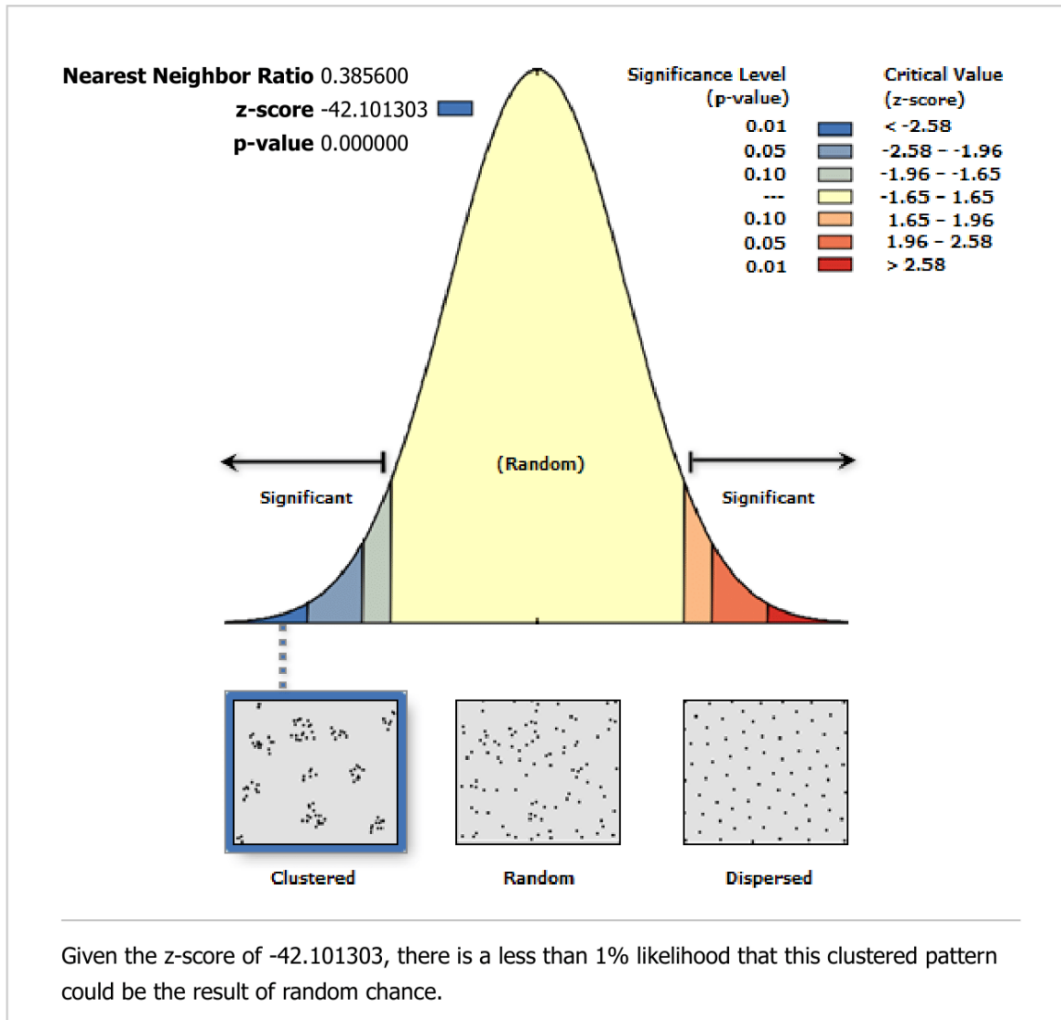 Nearest Neighbor Ratio 0.385600
z-score -42.101303
p-value 0.000000
Significance Level Critical Value
(p-value) (z-score)
0.01 < -2.58
0.05 -2.58 – -1.96
0.10 -1.96 – -1.65
--- -1.65 – 1.65
0.10 1.65 – 1.96
0.05 1.96 – 2.58
0.01 > 2.58
(Random)
Significant Significant
Clustered Random Dispersed
Given the z-score of -42.101303, there is a less than 1% likelihood that this clustered pattern
could be the result of random chance.